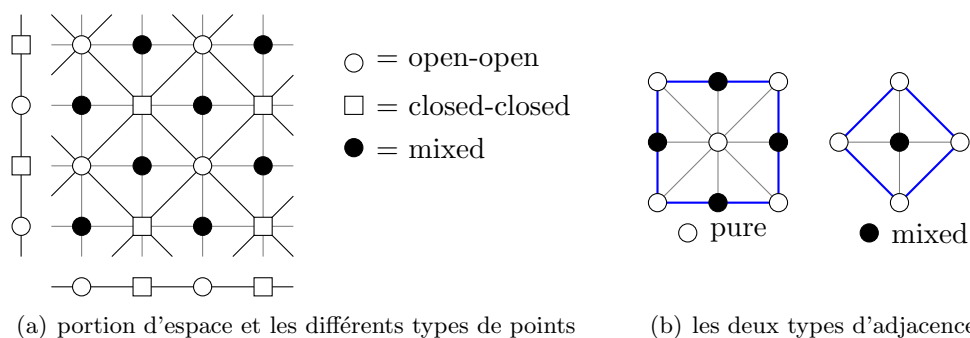 = open-open
= closed-closed
= mixed
pure
mixed
(a) portion d'espace et les différents types de points
(b) les deux types d'adjacence